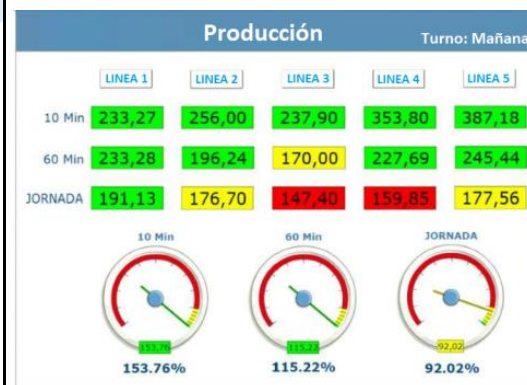 Producción
Turno: Mañana
LINEA 1 LINEA 2 LINEA 3 LINEA 4 LINEA 5
10 Min 233,27 256,00 237,90 353,80 387,18
60 Min 233,28 196,24 170,00 227,69 245,44
JORNADA 191,13 176,70 147,40 159,85 177,56
10 Min 60 Min JORNADA
153,76 115,22 92,02
153.76% 115.22% 92.02%